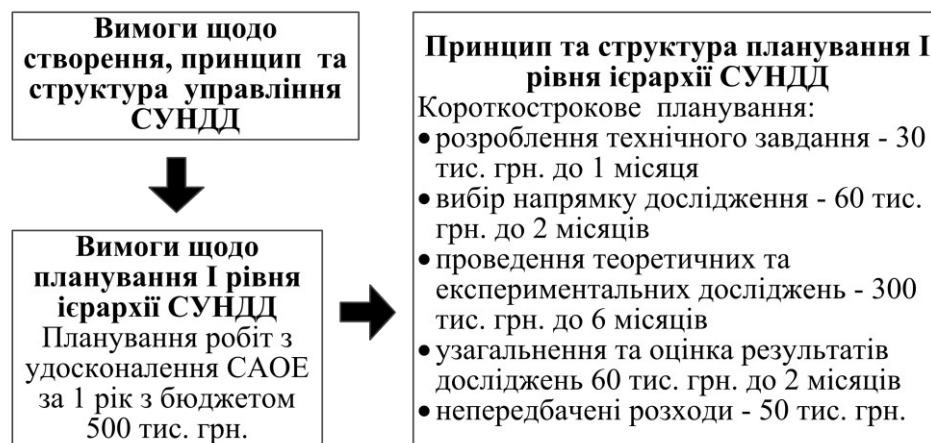 Вимоги щодо
створення, принцип та
структура управління
СУНДД
Вимоги щодо
планування І рівня
ієрархії СУНДД
Планування робіт з
удосконалення САОЕ
за 1 рік з бюджетом
500 тис. грн.
Принцип та структура планування І
рівня ієрархії СУНДД
Короткострокове планування:
•розроблення технічного завдання - 30
тис. грн. до 1 місяця
•вибір напрямку дослідження - 60 тис.
грн. до 2 місяців
•проведення теоретичних та
експериментальних досліджень - 300
тис. грн. до 6 місяців
•узагальнення та оцінка результатів
досліджень 60 тис. грн. до 2 місяців
•непередбачені розходи - 50 тис. грн.